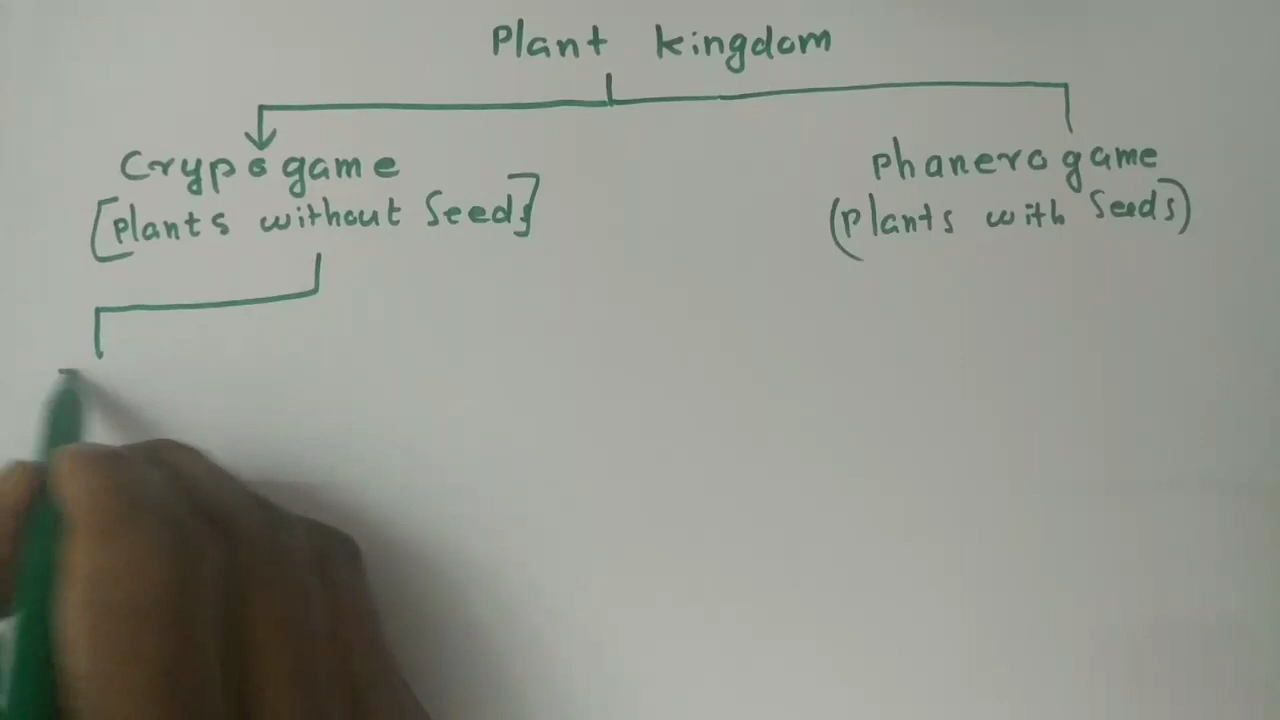 Plant kingdom
Crypogame
[Plants without Seeds]
Phanerogame
(Plants with Seeds)